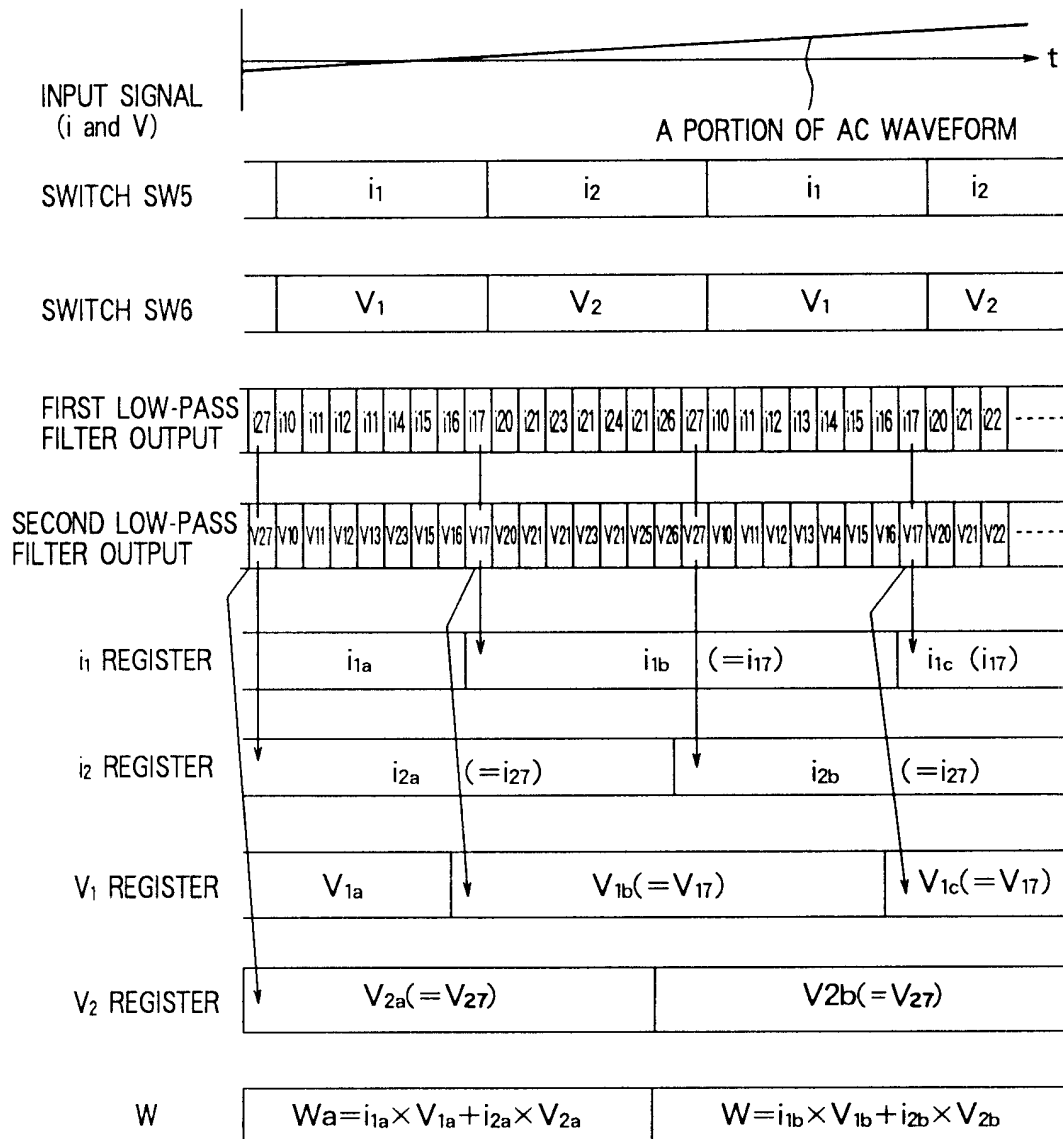 t
INPUT SIGNAL
(i and V)
A PORTION OF AC WAVEFORM
SWITCH SW5 i1 i2 i1 i2
SWITCH SW6 V1 V2 V1 V2
FIRST LOW-PASS
FILTER OUTPUT
i27 i10 i11 i12 i11 i14 i15 i16 i17 i20 i21 i23 i21 i24 i21 i26 i27 i10 i11 i12 i13 i14 i15 i16 i17 i20 i21 i22
SECOND LOW-PASS
FILTER OUTPUT
V27 V10 V11 V12 V13 V23 V15 V16 V17 V20 V21 V21 V23 V21 V25 V26 V27 V10 V11 V12 V13 V14 V15 V16 V17 V20 V21 V22
i1 REGISTER i1a i1b (=i17) i1c (i17)
i2 REGISTER i2a (=i27) i2b (=i27)
V1 REGISTER V1a V1b(=V17) V1c(=V17)
V2 REGISTER V2a(=V27) V2b(=V27)
W Wa=i1a×V1a+i2a×V2a W=i1b×V1b+i2b×V2b